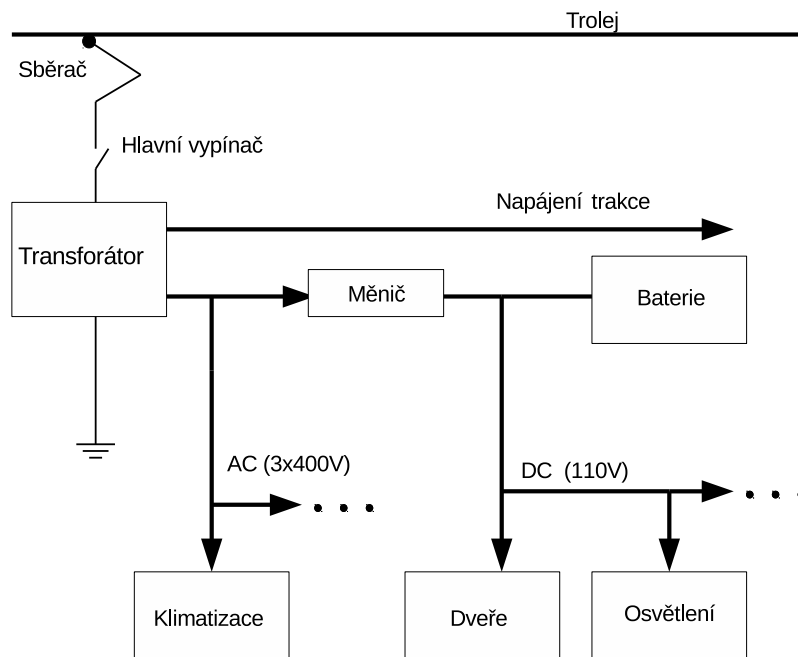 Trolej
Sběrač
Hlavní vypínač
Napájení trakce
Transforátor
Měnič
Baterie
AC (3x400V)
DC (110V)
Klimatizace
Dveře
Osvětlení